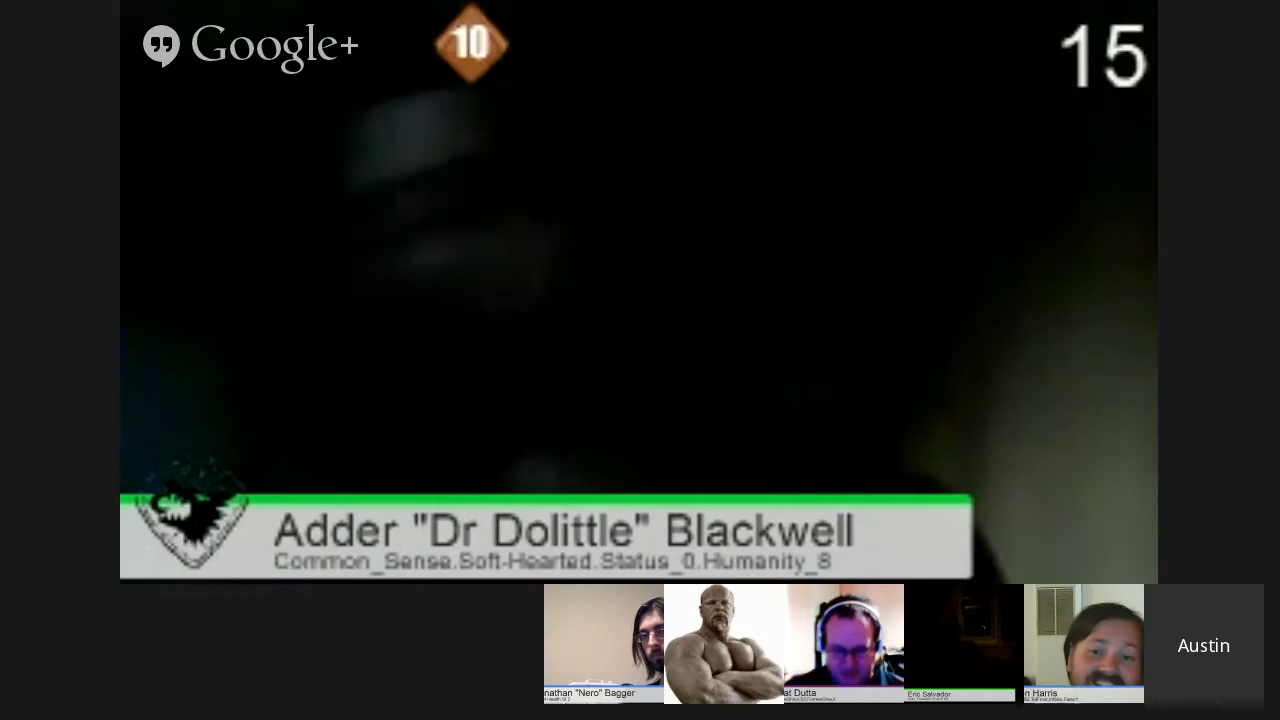 Google+
10
15
Adder "Dr Dolittle" Blackwell
Common_Sense.Soft-Hearted.Status_0.Humanity_8
nathan "Nero" Bagger
at Dutta
Eric Salvador
n Harris
Austin